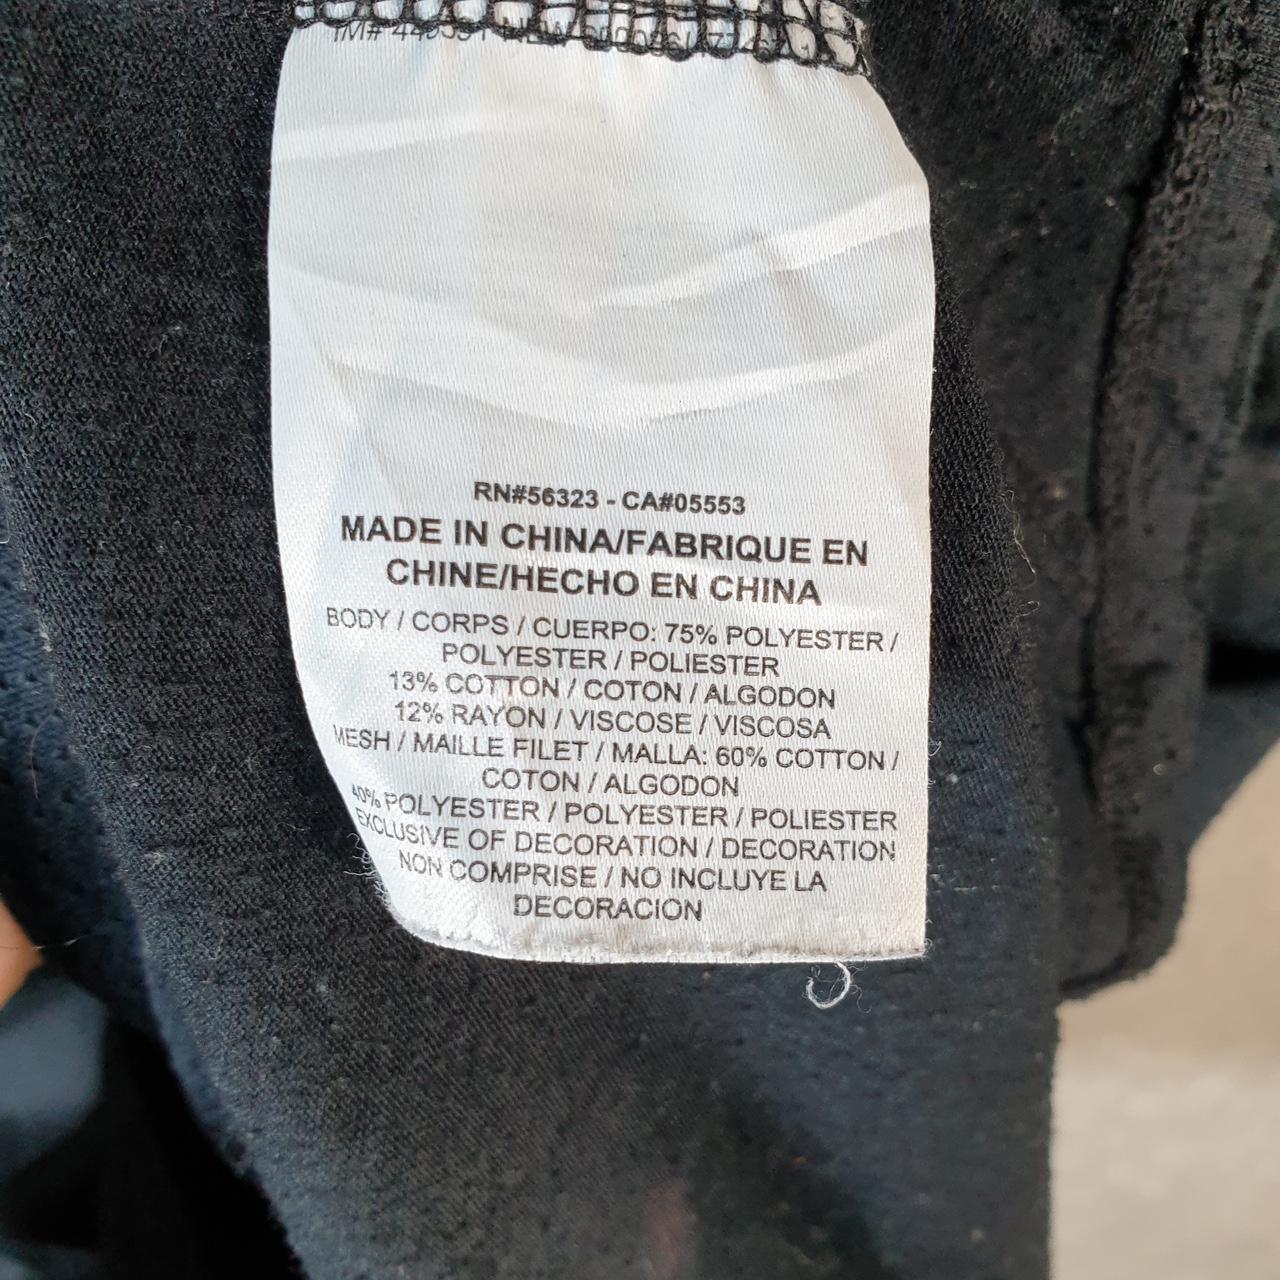 RN#56323 - CA#05553
MADE IN CHINA/FABRIQUE EN
CHINE/HECHO EN CHINA
BODY / CORPS / CUERPO: 75% POLYESTER /
POLYESTER / POLIESTER
13% COTTON / COTON / ALGODON
12% RAYON / VISCOSE / VISCOSA
MESH / MAILLE FILET / MALLA: 60% COTTON /
COTON / ALGODON
40% POLYESTER / POLYESTER / POLIESTER
EXCLUSIVE OF DECORATION / DECORATION
NON COMPRISE / NO INCLUYE LA
DECORACION